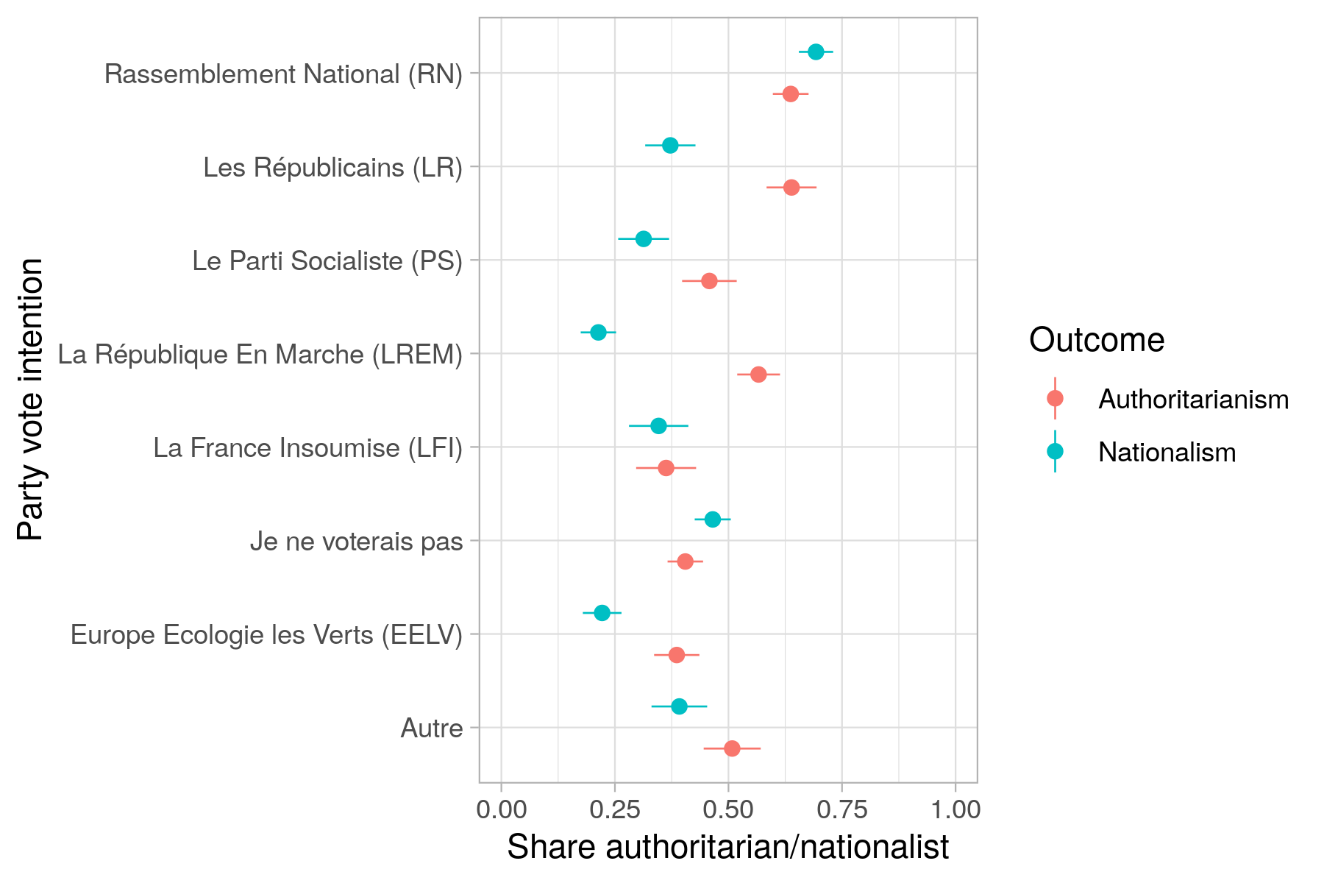 Party vote intention
Rassemblement National (RN)
Les Républicains (LR)
Le Parti Socialiste (PS)
La République En Marche (LREM)
La France Insoumise (LFI)
Je ne voterais pas
Europe Ecologie les Verts (EELV)
Autre
0.00 0.25 0.50 0.75 1.00
Share authoritarian/nationalist
Outcome
Authoritarianism
Nationalism